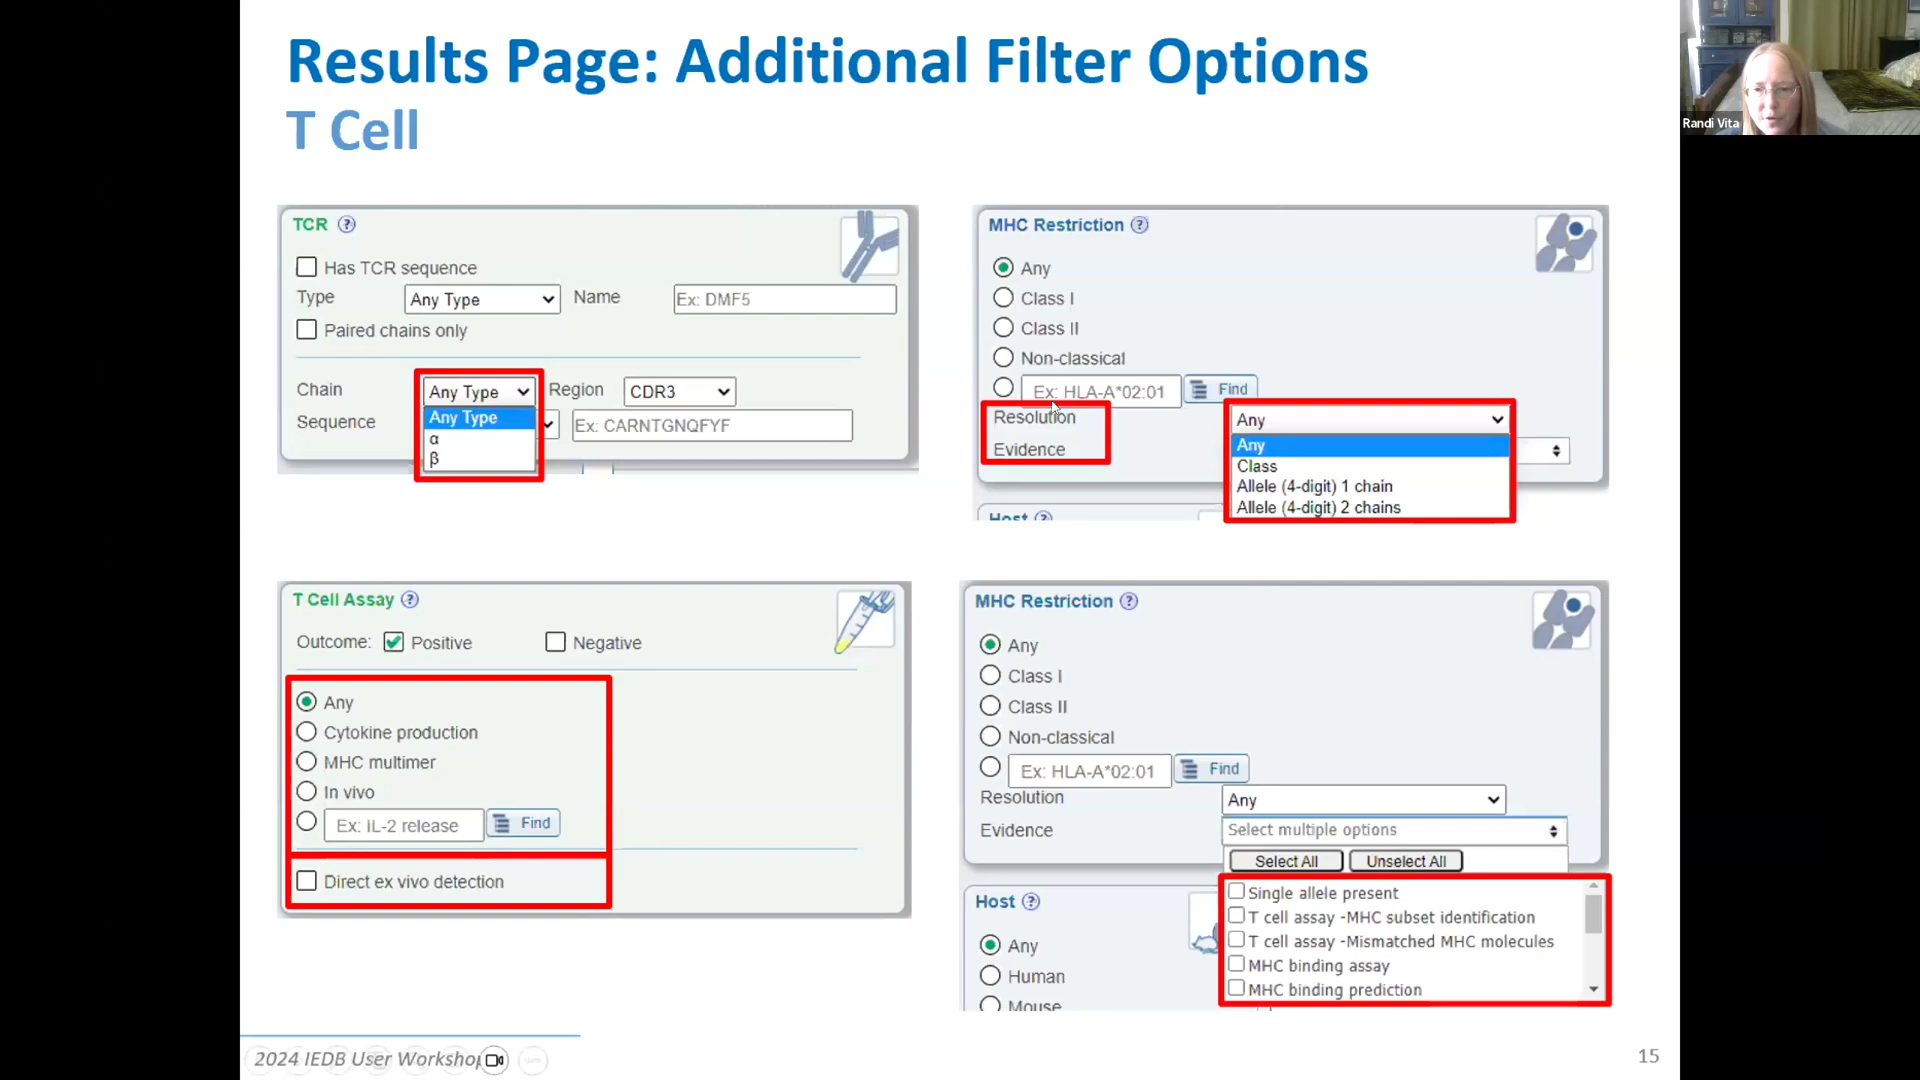 Results Page: Additional Filter Options
T Cell
Randi Vita
TCR ?
Has TCR sequence
Type Any Type Name Ex: DMF5
Paired chains only
Chain Any Type Region CDR3
Any Type
Sequence Ex: CARNTGNQFYF
α
β
MHC Restriction ?
Any
Class I
Class II
Non-classical
Ex: HLA-A*02:01 Find
Resolution Any
Any
Evidence
Class
Allele (4-digit) 1 chain
Allele (4-digit) 2 chains
Host ?
T Cell Assay ?
Outcome: Positive Negative
Any
Cytokine production
MHC multimer
In vivo
Ex: IL-2 release Find
Direct ex vivo detection
MHC Restriction ?
Any
Class I
Class II
Non-classical
Ex: HLA-A*02:01 Find
Resolution Any
Evidence Select multiple options
Select All Unselect All
Single allele present
T cell assay -MHC subset identification
T cell assay -Mismatched MHC molecules
MHC binding assay
MHC binding prediction
Host ?
Any
Human
Mouse
2024 IEDB User Workshop
15